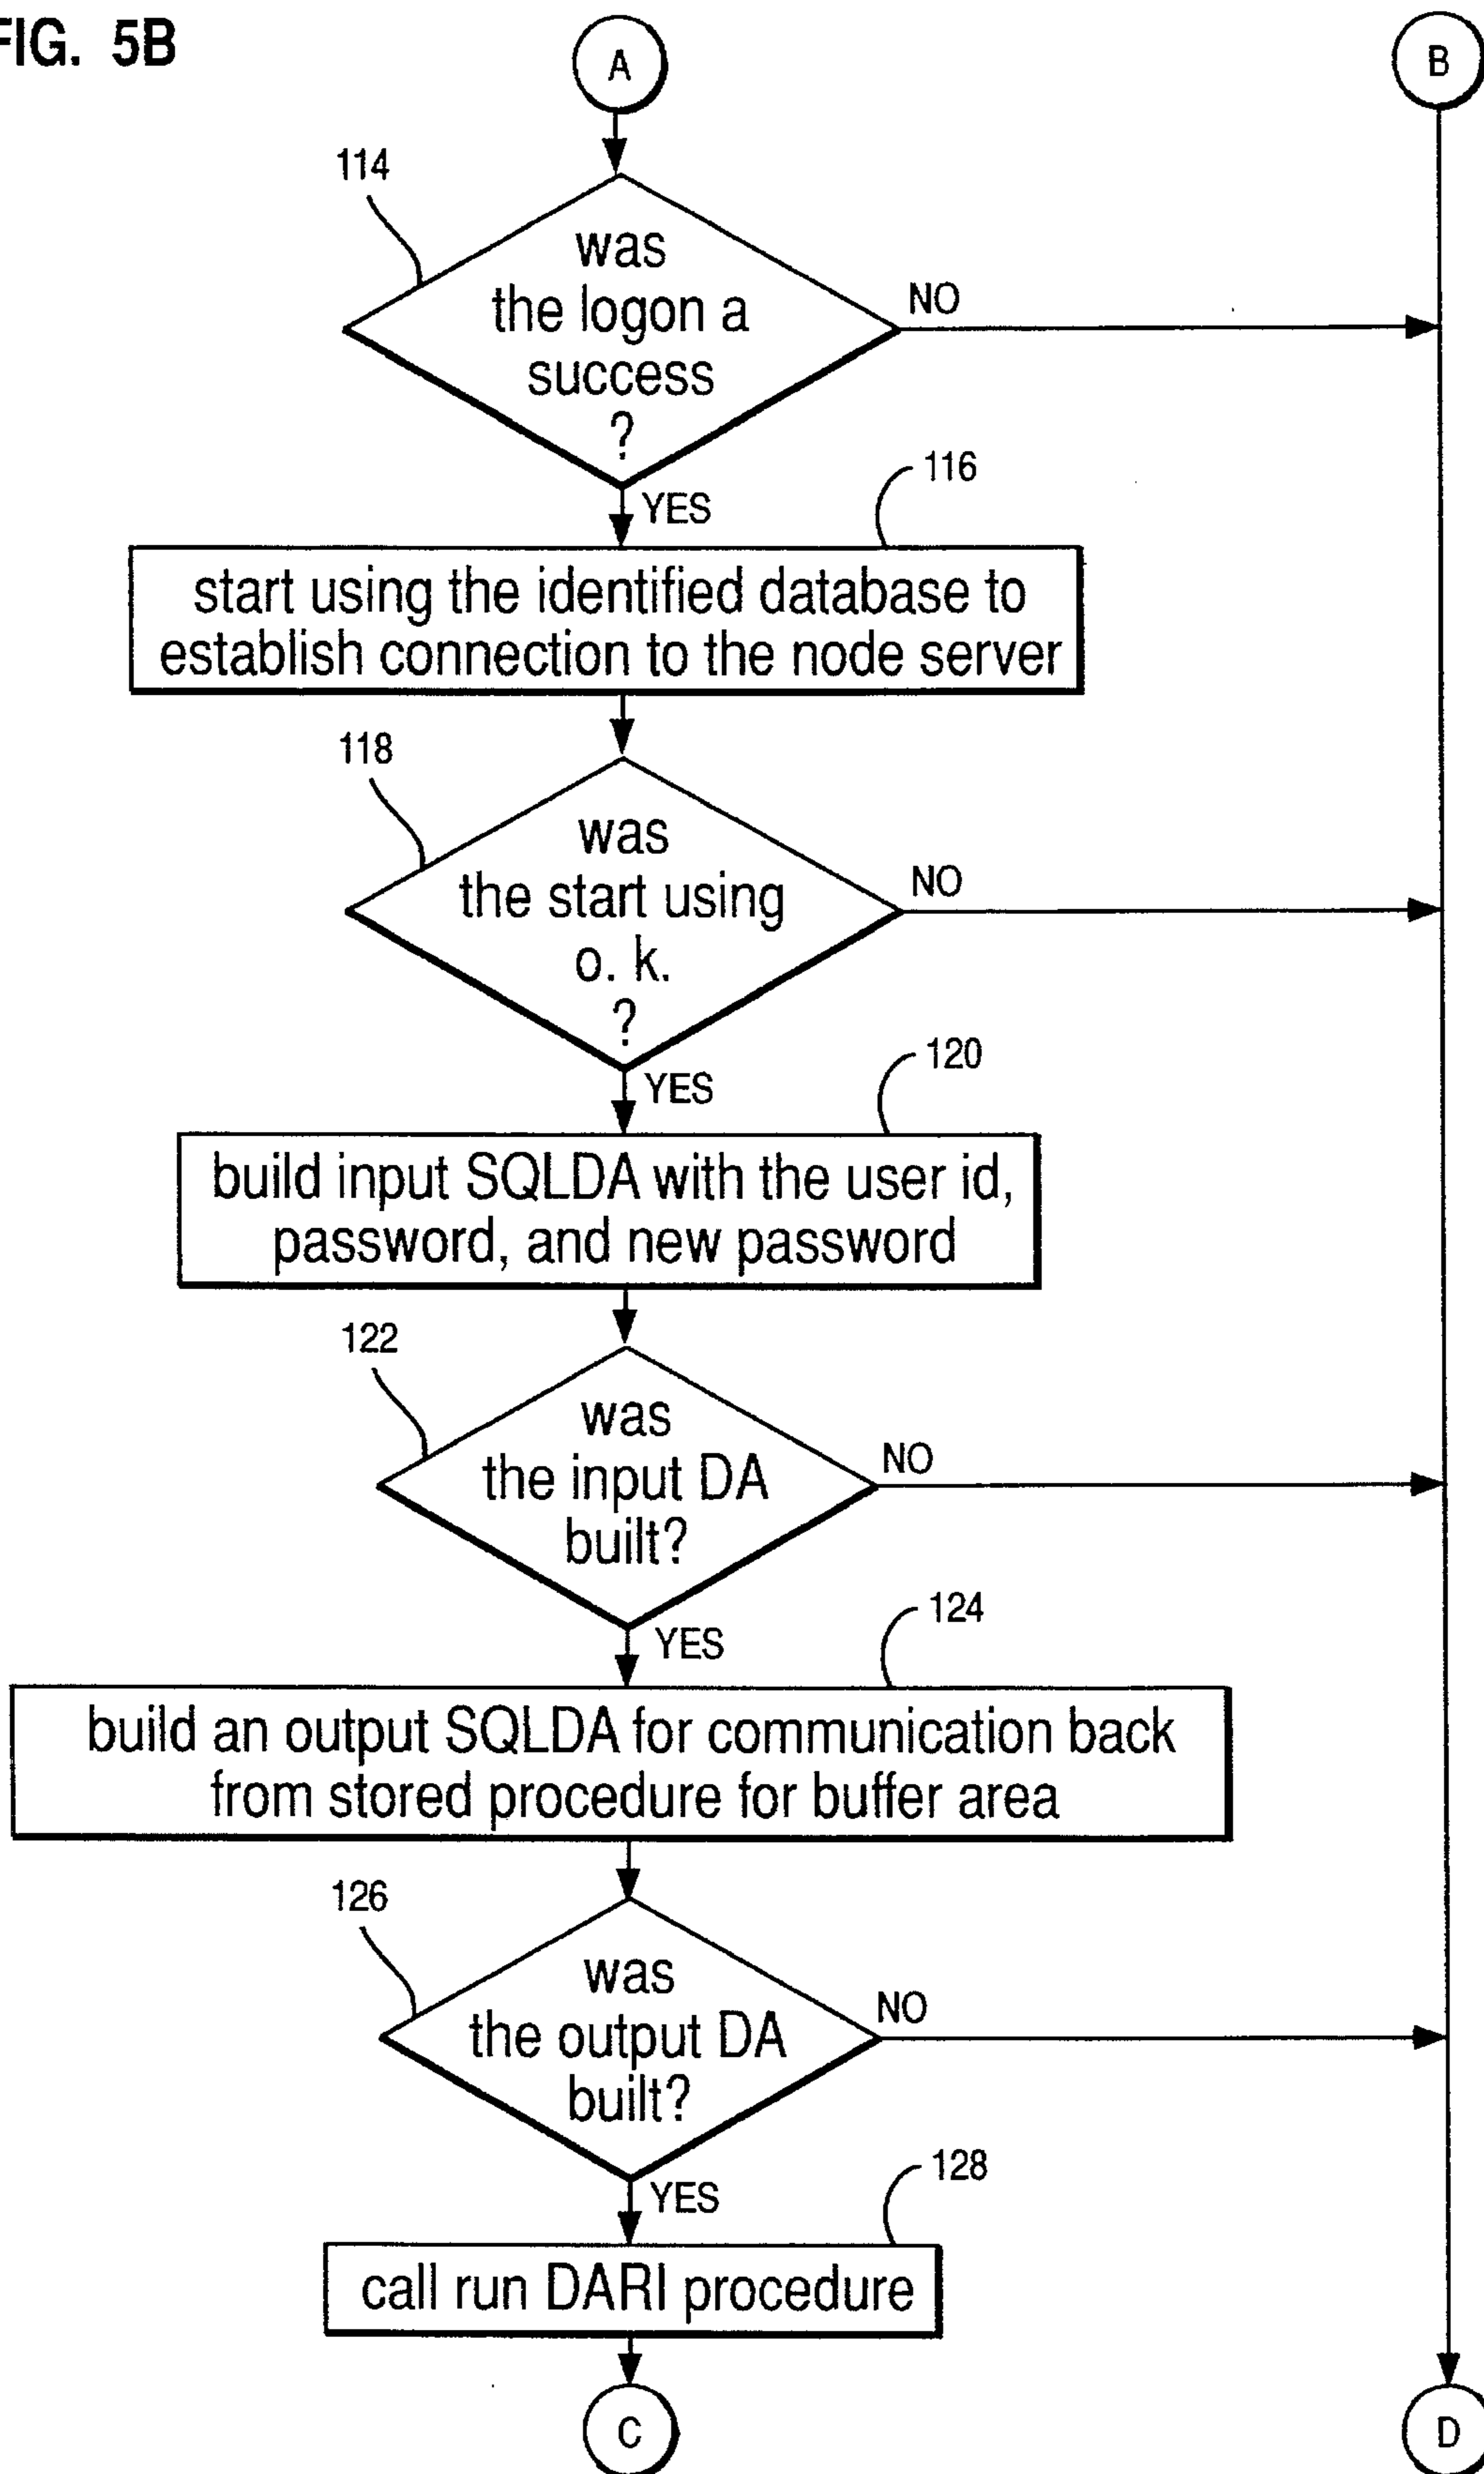 FIG. 5B
A
B
114
was
the logon a
success
?
NO
YES
116
start using the identified database to
establish connection to the node server
118
was
the start using
o. k.
?
NO
YES
120
build input SQLDA with the user id,
password, and new password
122
was
the input DA
built?
NO
YES
124
build an output SQLDA for communication back
from stored procedure for buffer area
126
was
the output DA
built?
NO
YES
128
call run DARI procedure
C
D